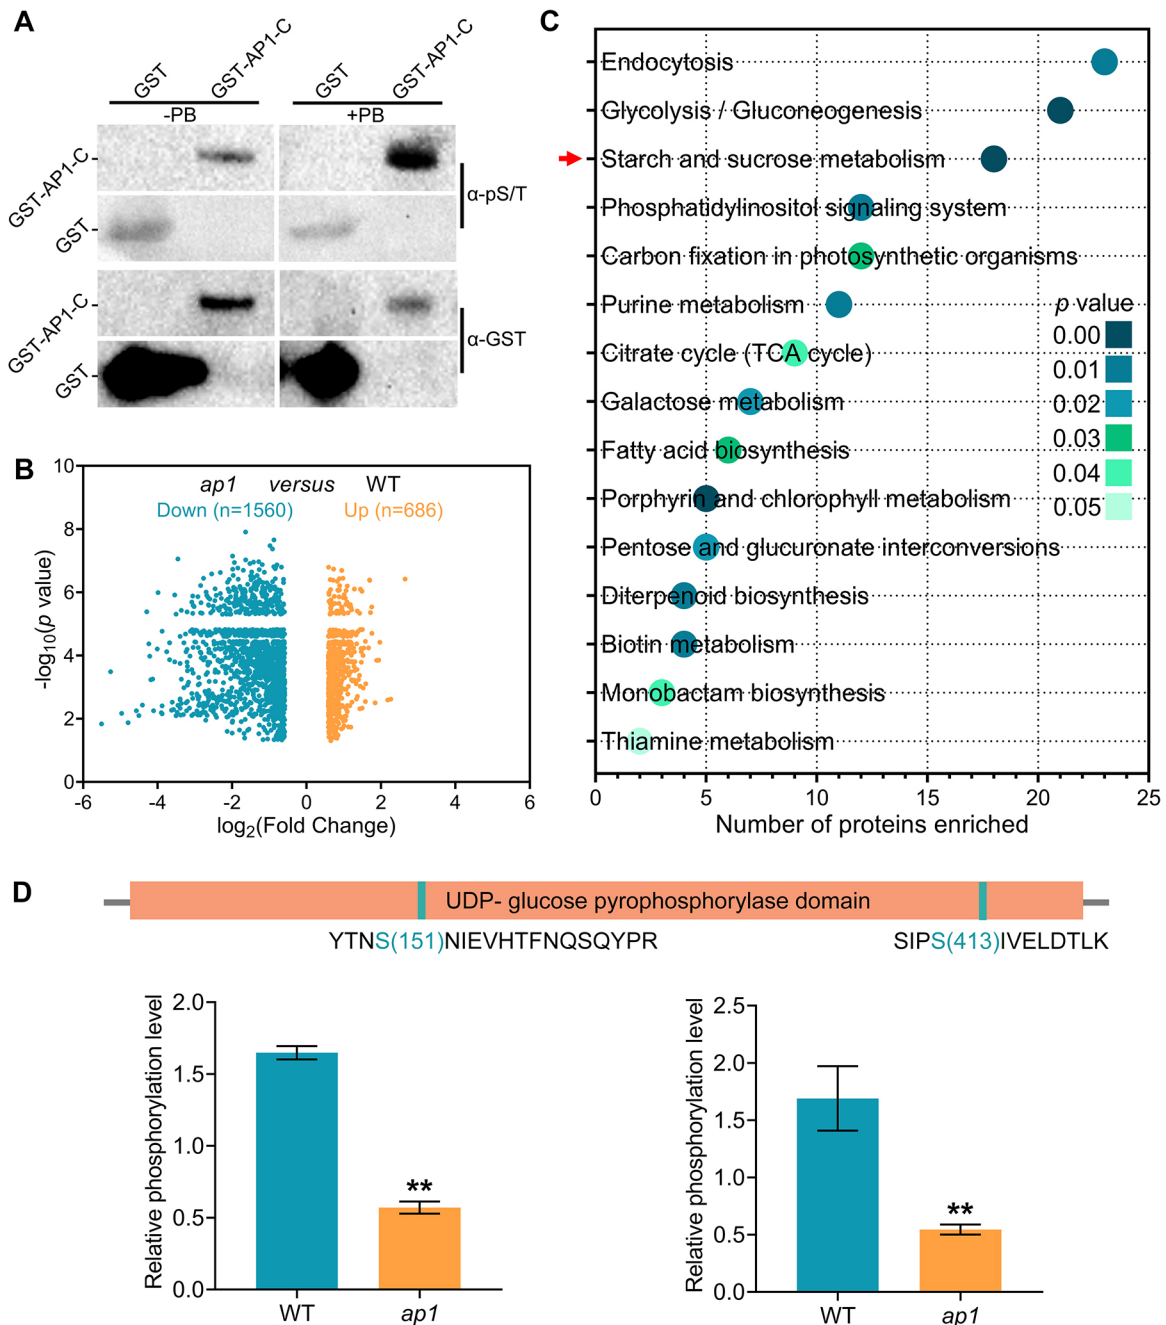 A
GST
GST-AP1-C
GST
GST-AP1-C
-PB
+PB
GST-AP1-C
GST
α-pS/T
GST-AP1-C
GST
α-GST
B
ap1 versus WT
Down (n=1560)
Up (n=686)
10
8
6
4
2
0
-log10(p value)
-6 -4 -2 0 2 4 6
log2(Fold Change)
C
Endocytosis
Glycolysis / Gluconeogenesis
Starch and sucrose metabolism
Phosphatidylinositol signaling system
Carbon fixation in photosynthetic organisms
Purine metabolism
Citrate cycle (TCA cycle)
Galactose metabolism
Fatty acid biosynthesis
Porphyrin and chlorophyll metabolism
Pentose and glucuronate interconversions
Diterpenoid biosynthesis
Biotin metabolism
Monobactam biosynthesis
Thiamine metabolism
p value
0.00
0.01
0.02
0.03
0.04
0.05
0 5 10 15 20 25
Number of proteins enriched
D
UDP- glucose pyrophosphorylase domain
YTNS(151)NIEVHTFNQSQYPR
SIPS(413)IVELDTLK
Relative phosphorylation level
2.0
1.5
1.0
0.5
0.0
**
WT ap1
Relative phosphorylation level
2.5
2.0
1.5
1.0
0.5
0.0
**
WT ap1